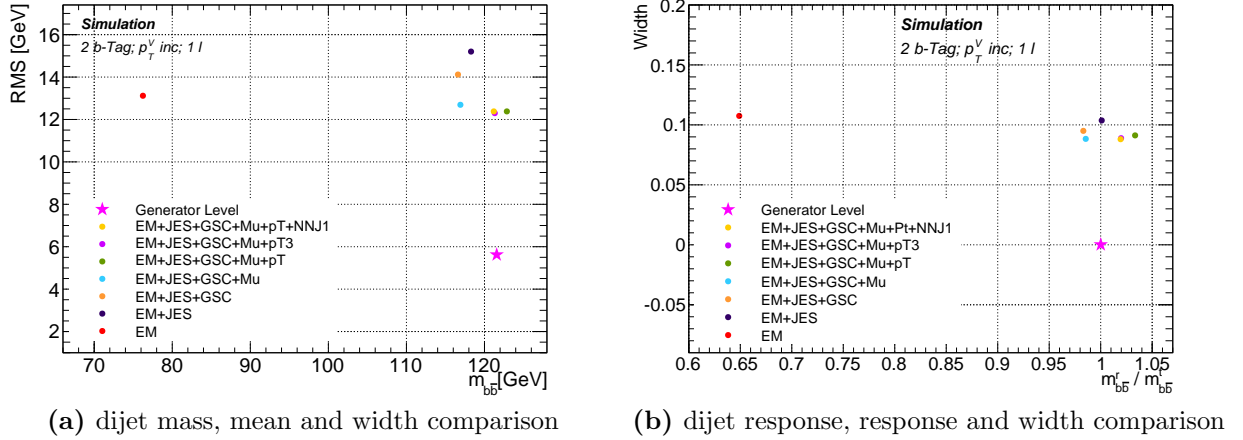 RMS [GeV]
16
14
12
10
8
6
4
2
Simulation
2 b-Tag; p_T^V inc; 1 l
Generator Level
EM+JES+GSC+Mu+pT+NNJ1
EM+JES+GSC+Mu+pT3
EM+JES+GSC+Mu+pT
EM+JES+GSC+Mu
EM+JES+GSC
EM+JES
EM
70 80 90 100 110 120
m_{bb̄}[GeV]
(a) dijet mass, mean and width comparison
Width
0.2
0.15
0.1
0.05
0
-0.05
Simulation
2 b-Tag; p_T^V inc; 1 l
Generator Level
EM+JES+GSC+Mu+Pt+NNJ1
EM+JES+GSC+Mu+pT3
EM+JES+GSC+Mu+pT
EM+JES+GSC+Mu
EM+JES+GSC
EM+JES
EM
0.6 0.65 0.7 0.75 0.8 0.85 0.9 0.95 1 1.05
m^r_{bb̄} / m^t_{bb̄}
(b) dijet response, response and width comparison